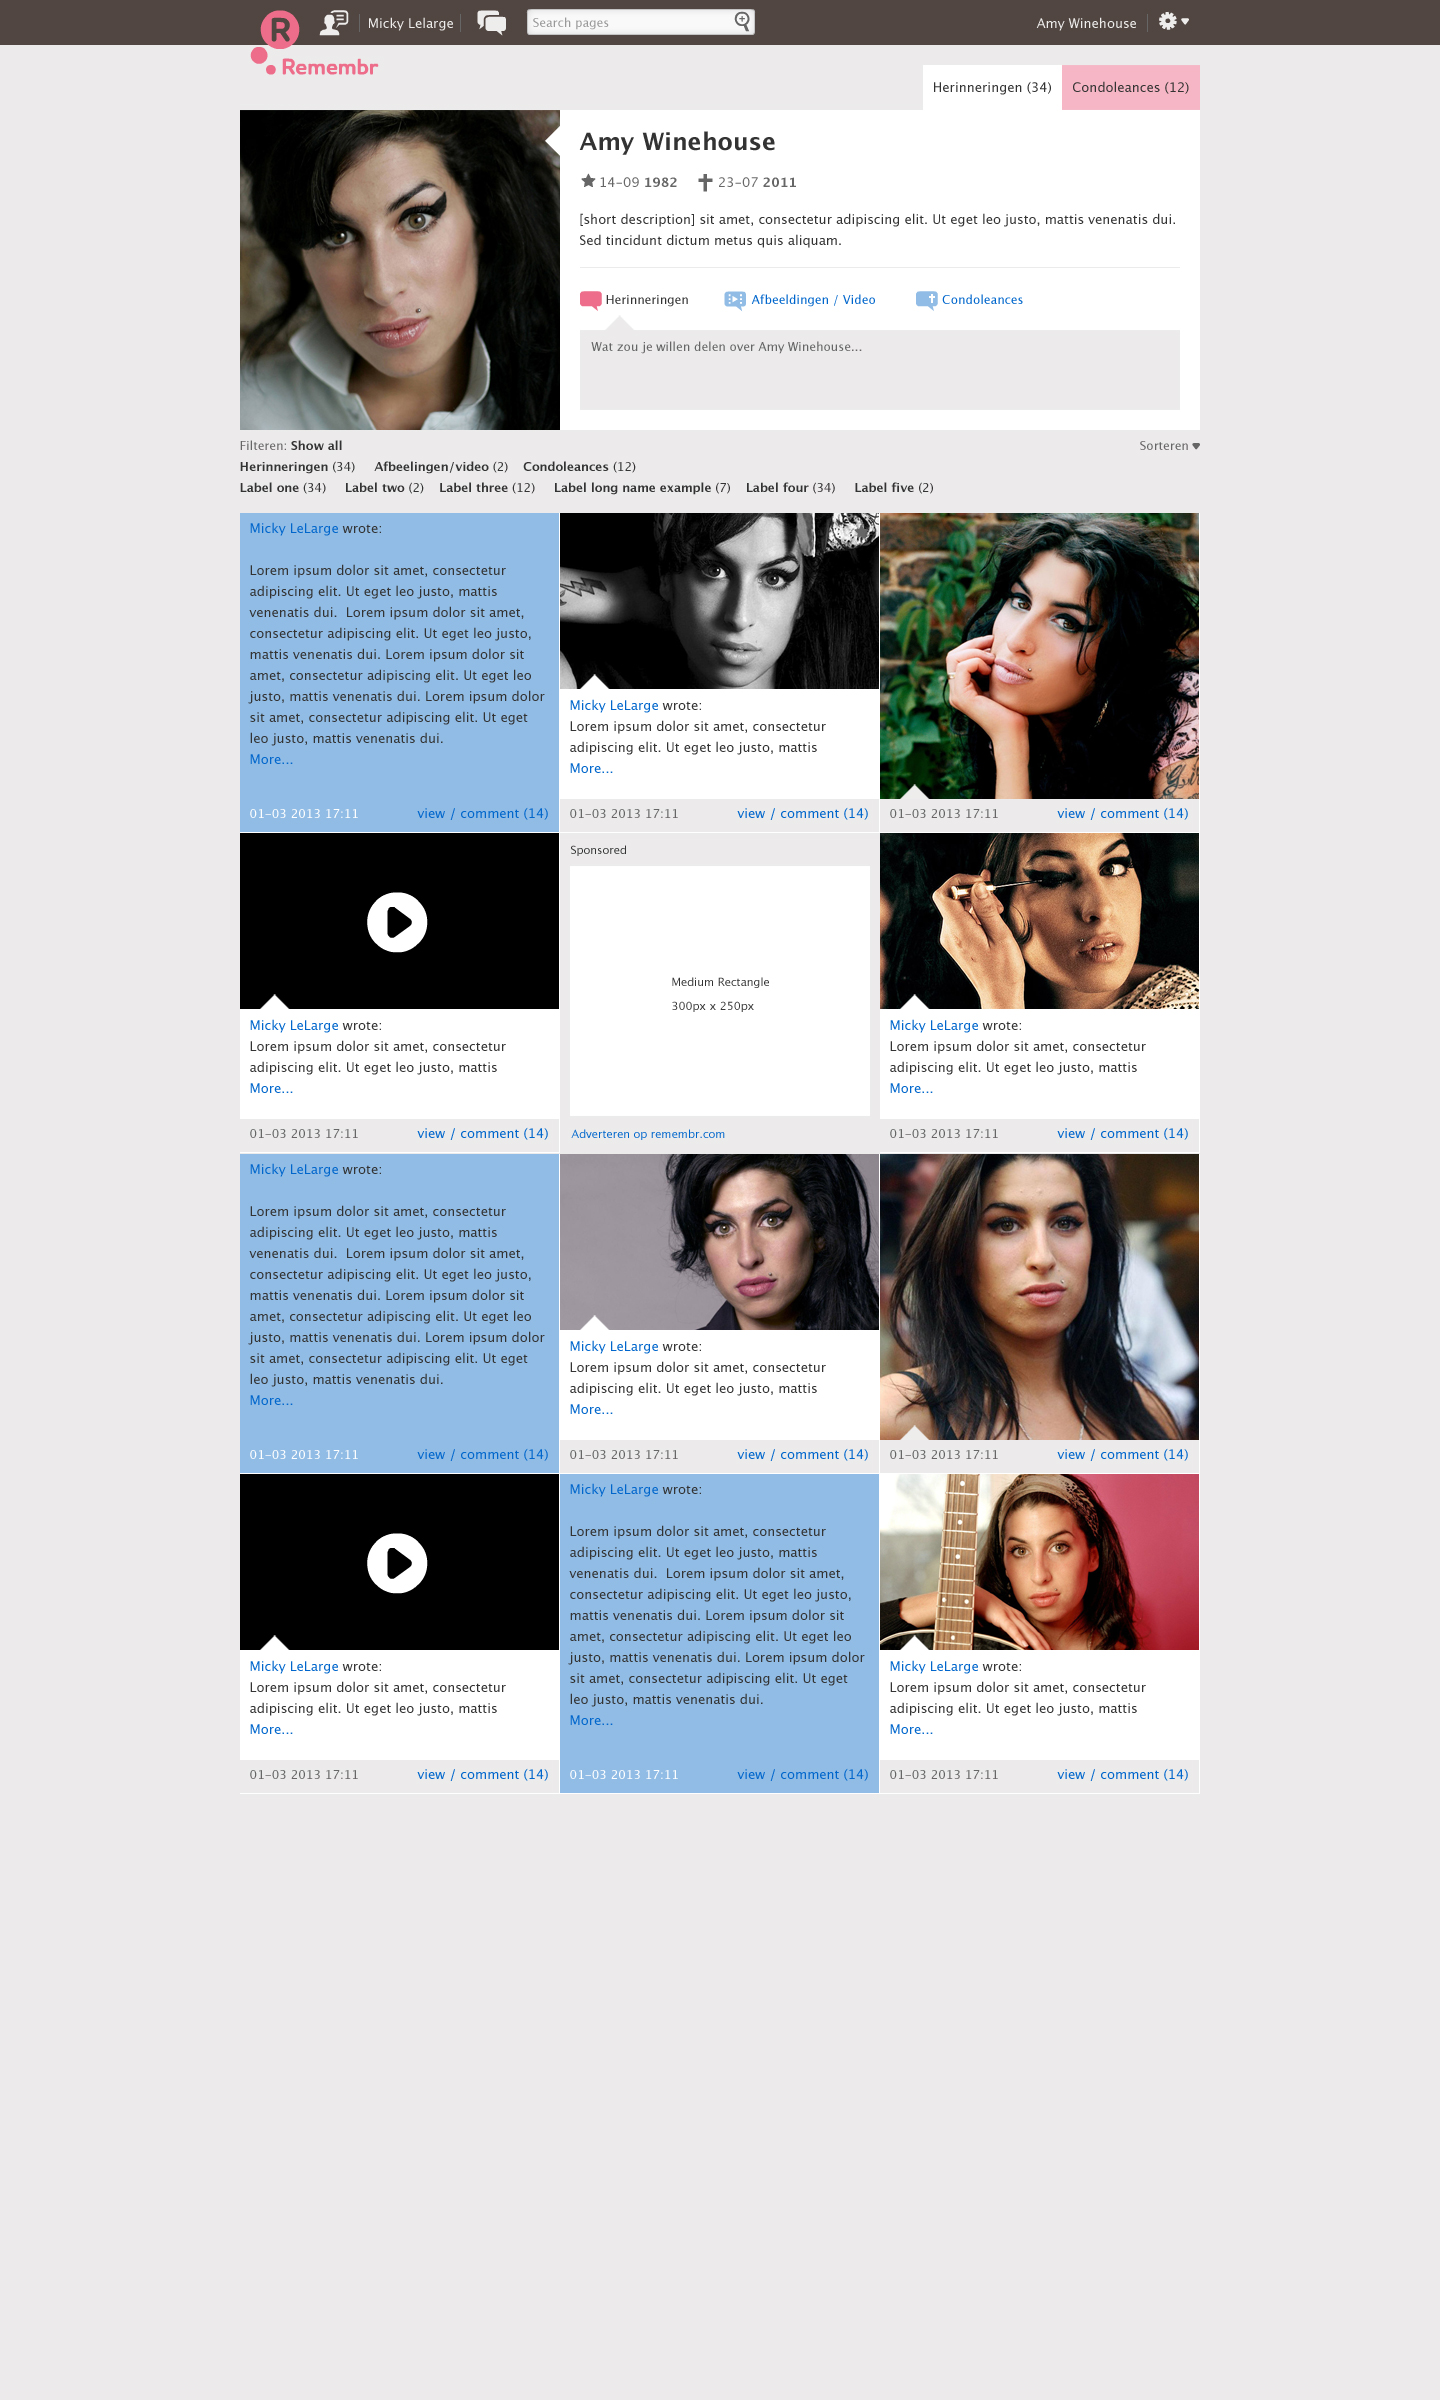 R
Remembr
Micky Lelarge
Search pages
Amy Winehouse
Herinneringen (34)
Condoleances (12)
Amy Winehouse
14-09 1982
23-07 2011
[short description] sit amet, consectetur adipiscing elit. Ut eget leo justo, mattis venenatis dui.
Sed tincidunt dictum metus quis aliquam.
Herinneringen
Afbeeldingen / Video
Condoleances
Wat zou je willen delen over Amy Winehouse...
Filteren: Show all
Sorteren
Herinneringen (34) Afbeelingen/video (2) Condoleances (12)
Label one (34) Label two (2) Label three (12) Label long name example (7) Label four (34) Label five (2)
Micky LeLarge wrote:
Lorem ipsum dolor sit amet, consectetur
adipiscing elit. Ut eget leo justo, mattis
venenatis dui.  Lorem ipsum dolor sit amet,
consectetur adipiscing elit. Ut eget leo justo,
mattis venenatis dui. Lorem ipsum dolor sit
amet, consectetur adipiscing elit. Ut eget leo
justo, mattis venenatis dui. Lorem ipsum dolor
sit amet, consectetur adipiscing elit. Ut eget
leo justo, mattis venenatis dui.
More...
01-03 2013 17:11
view / comment (14)
Micky LeLarge wrote:
Lorem ipsum dolor sit amet, consectetur
adipiscing elit. Ut eget leo justo, mattis
More...
01-03 2013 17:11
view / comment (14)
01-03 2013 17:11
view / comment (14)
Micky LeLarge wrote:
Lorem ipsum dolor sit amet, consectetur
adipiscing elit. Ut eget leo justo, mattis
More...
01-03 2013 17:11
view / comment (14)
Sponsored
Medium Rectangle
300px x 250px
Adverteren op remembr.com
Micky LeLarge wrote:
Lorem ipsum dolor sit amet, consectetur
adipiscing elit. Ut eget leo justo, mattis
More...
01-03 2013 17:11
view / comment (14)
Micky LeLarge wrote:
Lorem ipsum dolor sit amet, consectetur
adipiscing elit. Ut eget leo justo, mattis
venenatis dui.  Lorem ipsum dolor sit amet,
consectetur adipiscing elit. Ut eget leo justo,
mattis venenatis dui. Lorem ipsum dolor sit
amet, consectetur adipiscing elit. Ut eget leo
justo, mattis venenatis dui. Lorem ipsum dolor
sit amet, consectetur adipiscing elit. Ut eget
leo justo, mattis venenatis dui.
More...
01-03 2013 17:11
view / comment (14)
Micky LeLarge wrote:
Lorem ipsum dolor sit amet, consectetur
adipiscing elit. Ut eget leo justo, mattis
More...
01-03 2013 17:11
view / comment (14)
01-03 2013 17:11
view / comment (14)
Micky LeLarge wrote:
Lorem ipsum dolor sit amet, consectetur
adipiscing elit. Ut eget leo justo, mattis
More...
01-03 2013 17:11
view / comment (14)
Micky LeLarge wrote:
Lorem ipsum dolor sit amet, consectetur
adipiscing elit. Ut eget leo justo, mattis
venenatis dui.  Lorem ipsum dolor sit amet,
consectetur adipiscing elit. Ut eget leo justo,
mattis venenatis dui. Lorem ipsum dolor sit
amet, consectetur adipiscing elit. Ut eget leo
justo, mattis venenatis dui. Lorem ipsum dolor
sit amet, consectetur adipiscing elit. Ut eget
leo justo, mattis venenatis dui.
More...
01-03 2013 17:11
view / comment (14)
Micky LeLarge wrote:
Lorem ipsum dolor sit amet, consectetur
adipiscing elit. Ut eget leo justo, mattis
More...
01-03 2013 17:11
view / comment (14)